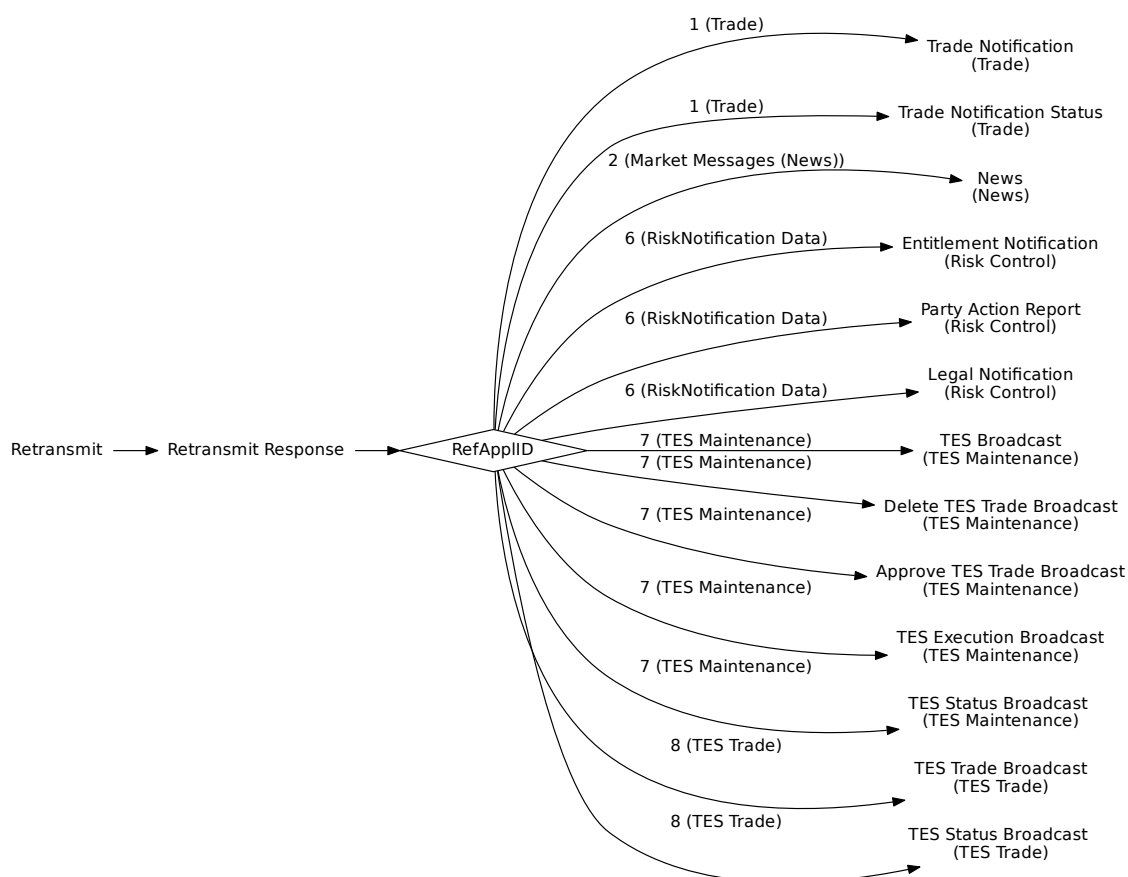 1 (Trade)
Trade Notification
(Trade)
1 (Trade)
Trade Notification Status
(Trade)
2 (Market Messages (News))
News
(News)
6 (RiskNotification Data)
Entitlement Notification
(Risk Control)
6 (RiskNotification Data)
Party Action Report
(Risk Control)
6 (RiskNotification Data)
Legal Notification
(Risk Control)
Retransmit
Retransmit Response
RefApplID
7 (TES Maintenance)
TES Broadcast
(TES Maintenance)
7 (TES Maintenance)
Delete TES Trade Broadcast
(TES Maintenance)
7 (TES Maintenance)
Approve TES Trade Broadcast
(TES Maintenance)
7 (TES Maintenance)
TES Execution Broadcast
(TES Maintenance)
7 (TES Maintenance)
TES Status Broadcast
(TES Maintenance)
8 (TES Trade)
TES Trade Broadcast
(TES Trade)
8 (TES Trade)
TES Status Broadcast
(TES Trade)